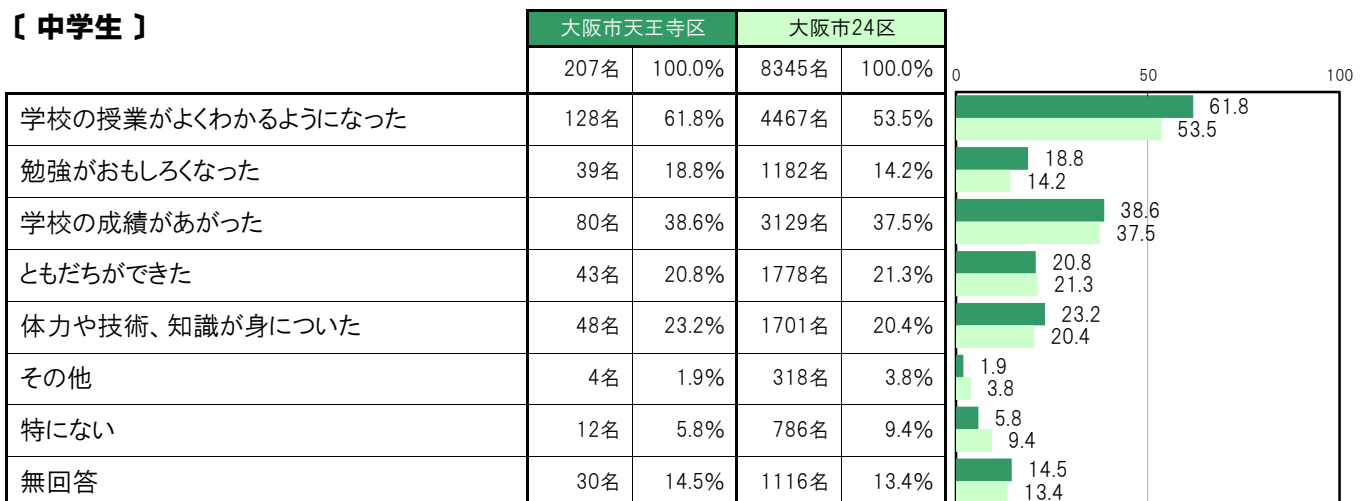 〔 中学生 〕
大阪市天王寺区 大阪市24区
207名 100.0% 8345名 100.0% 0 50 100
学校の授業がよくわかるようになった 128名 61.8% 4467名 53.5% 61.8
53.5
勉強がおもしろくなった 39名 18.8% 1182名 14.2% 18.8
14.2
学校の成績があがった 80名 38.6% 3129名 37.5% 38.6
37.5
ともだちができた 43名 20.8% 1778名 21.3% 20.8
21.3
体力や技術、知識が身についた 48名 23.2% 1701名 20.4% 23.2
20.4
その他 4名 1.9% 318名 3.8% 1.9
3.8
特にない 12名 5.8% 786名 9.4% 5.8
9.4
無回答 30名 14.5% 1116名 13.4% 14.5
13.4